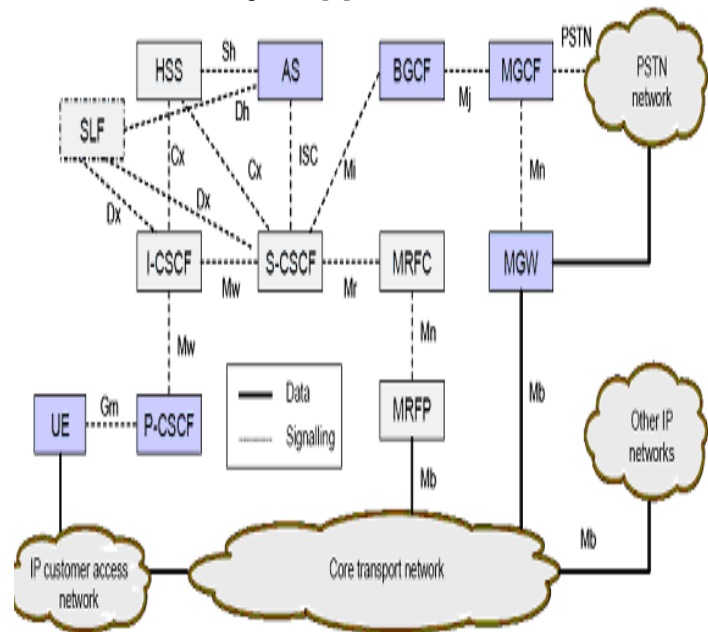 PSTN
Sh
HSS
AS
BGCF
MGCF
PSTN
network
Mj
Dh
SLF
Cx
Cx
ISC
Mi
Mn
Dx
Dx
I-CSCF
S-CSCF
MRFC
MGW
Mw
Mr
Mw
Mn
Data
Mb
Gm
MRFP
UE
P-CSCF
Signalling
Other IP
networks
Mb
Mb
IP customer access
network
Core transport network